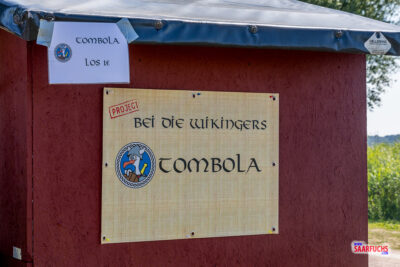 TOMBOLA
LOS 1€
PROJECT
BEI DIE WIKINGERS
TOMBOLA
SAARFUCHS